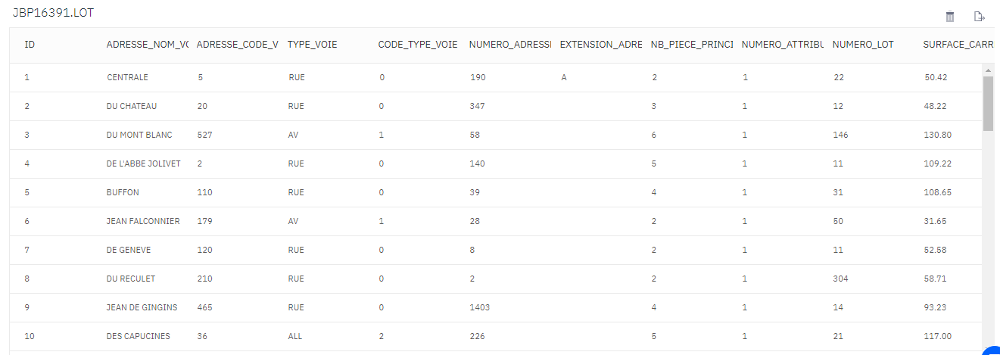 JBP16391.LOT
ID ADRESSE_NOM_VO ADRESSE_CODE_V TYPE_VOIE CODE_TYPE_VOIE NUMERO_ADRESS EXTENSION_ADRE NB_PIECE_PRINCI NUMERO_ATTRIBU NUMERO_LOT SURFACE_CARR
1 CENTRALE 5 RUE 0 190 A 2 1 22 50.42
2 DU CHATEAU 20 RUE 0 347 3 1 12 48.22
3 DU MONT BLANC 527 AV 1 58 6 1 146 130.80
4 DE L'ABBE JOLIVET 2 RUE 0 140 5 1 11 109.22
5 BUFFON 110 RUE 0 39 4 1 31 108.65
6 JEAN FALCONNIER 179 AV 1 28 2 1 50 31.65
7 DE GENEVE 120 RUE 0 8 2 1 11 52.58
8 DU RECULET 210 RUE 0 2 2 1 304 58.71
9 JEAN DE GINGINS 465 RUE 0 1403 4 1 14 93.23
10 DES CAPUCINES 36 ALL 2 226 5 1 21 117.00